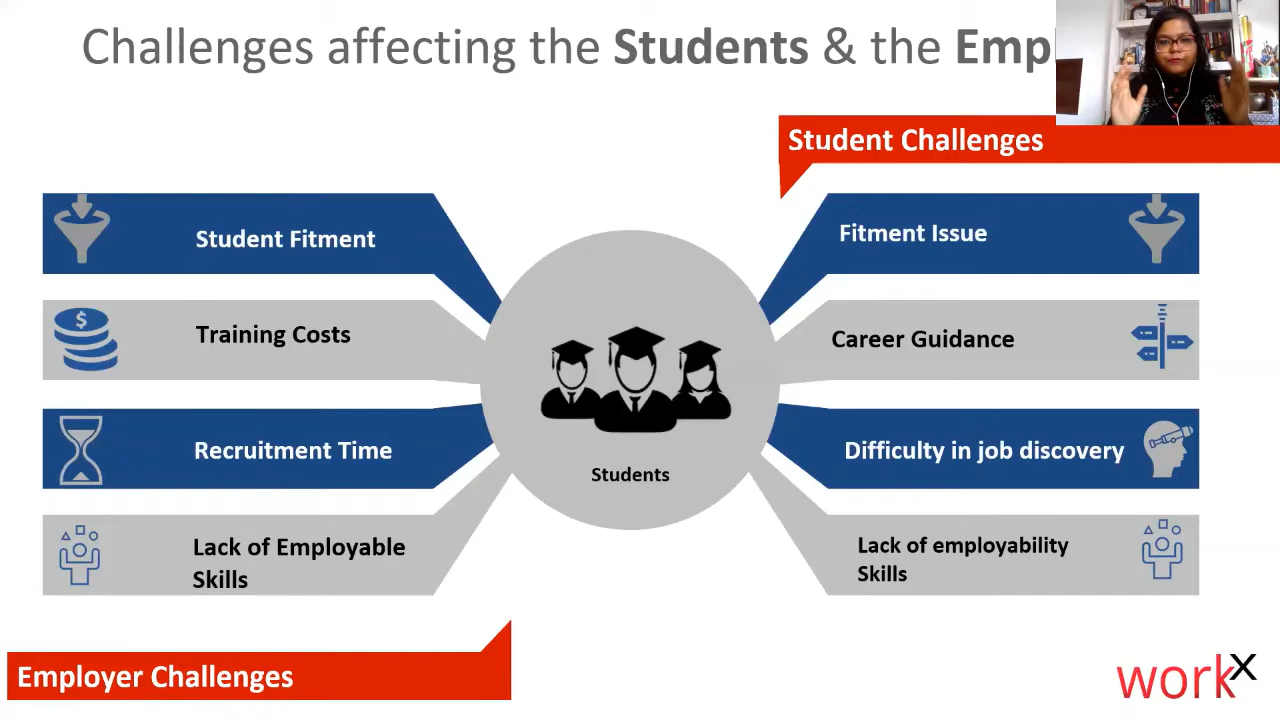 Challenges affecting the Students & the Emp
Student Challenges
Student Fitment
Training Costs
$
Recruitment Time
Lack of Employable
Skills
Students
Fitment Issue
Career Guidance
Difficulty in job discovery
Lack of employability
Skills
Employer Challenges
workx